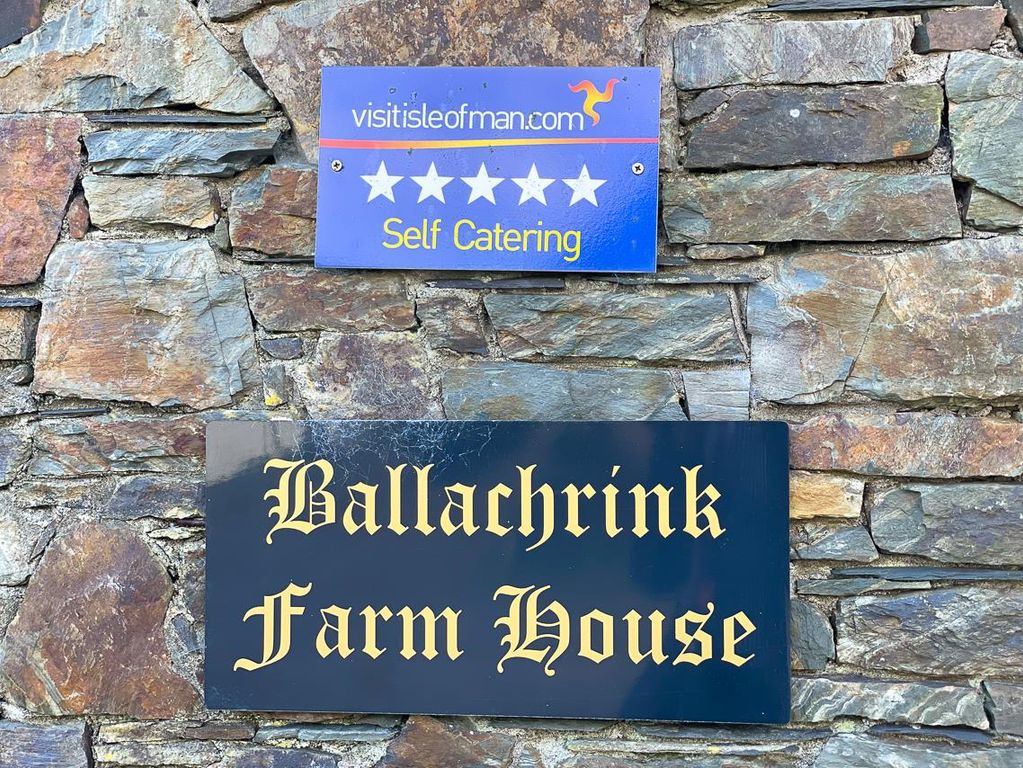 visitisleofman.com
Self Catering
Ballachrink
Farm House